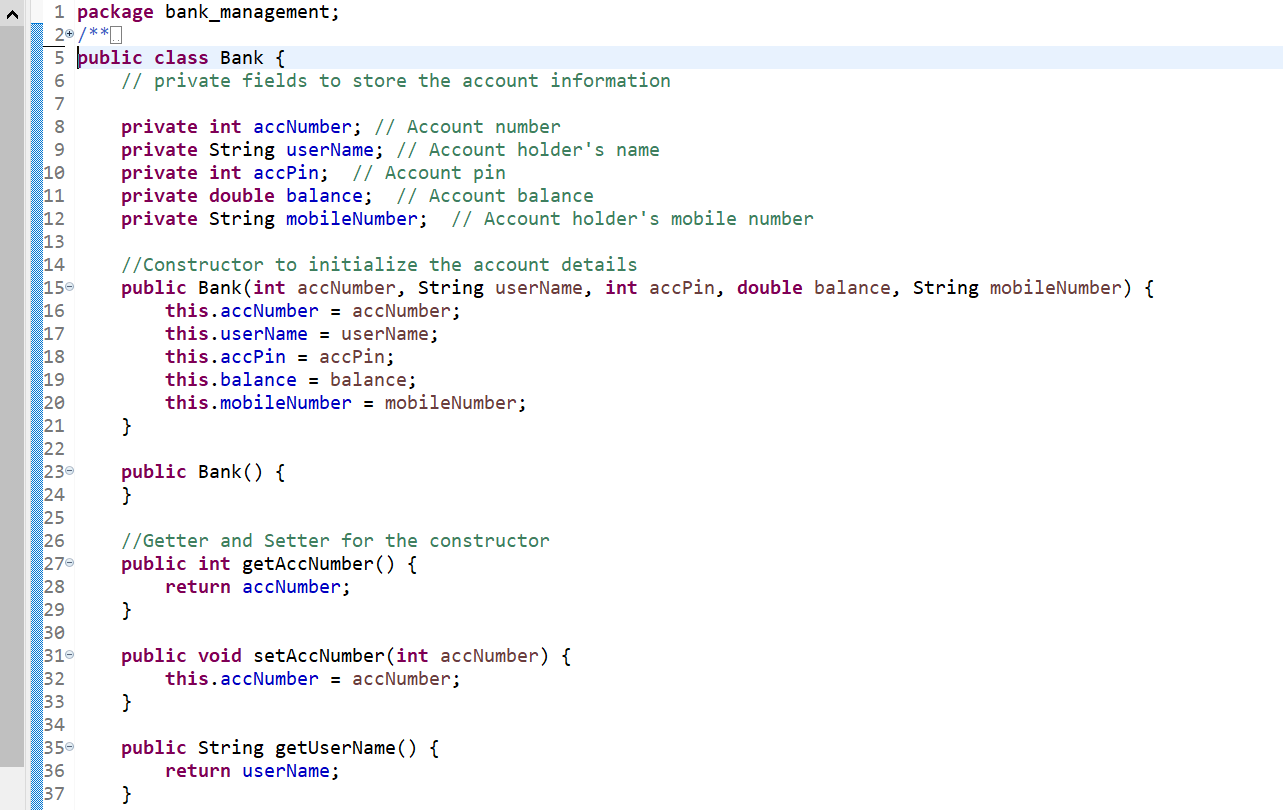 1 package bank_management;
2 /**
5 public class Bank {
6 // private fields to store the account information
7
8 private int accNumber; // Account number
9 private String userName; // Account holder's name
10 private int accPin;  // Account pin
11 private double balance;  // Account balance
12 private String mobileNumber;  // Account holder's mobile number
13
14 //Constructor to initialize the account details
15 public Bank(int accNumber, String userName, int accPin, double balance, String mobileNumber) {
16 this.accNumber = accNumber;
17 this.userName = userName;
18 this.accPin = accPin;
19 this.balance = balance;
20 this.mobileNumber = mobileNumber;
21 }
22
23 public Bank() {
24 }
25
26 //Getter and Setter for the constructor
27 public int getAccNumber() {
28 return accNumber;
29 }
30
31 public void setAccNumber(int accNumber) {
32 this.accNumber = accNumber;
33 }
34
35 public String getUserName() {
36 return userName;
37 }